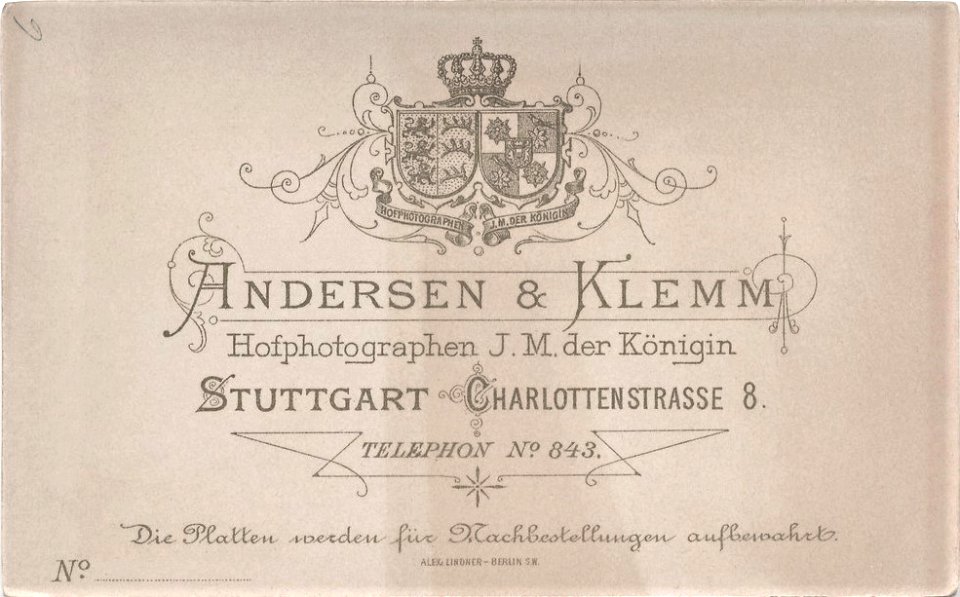 HOFPHOTOGRAPHEN J.M. DER KÖNIGIN
ANDERSEN & KLEMM
Hofphotographen J. M. der Königin
STUTTGART CHARLOTTENSTRASSE 8.
TELEPHON Nº 843.
Die Platten werden für Nachbestellungen aufbewahrt.
ALEX. LINDNER – BERLIN S.W.
Nº